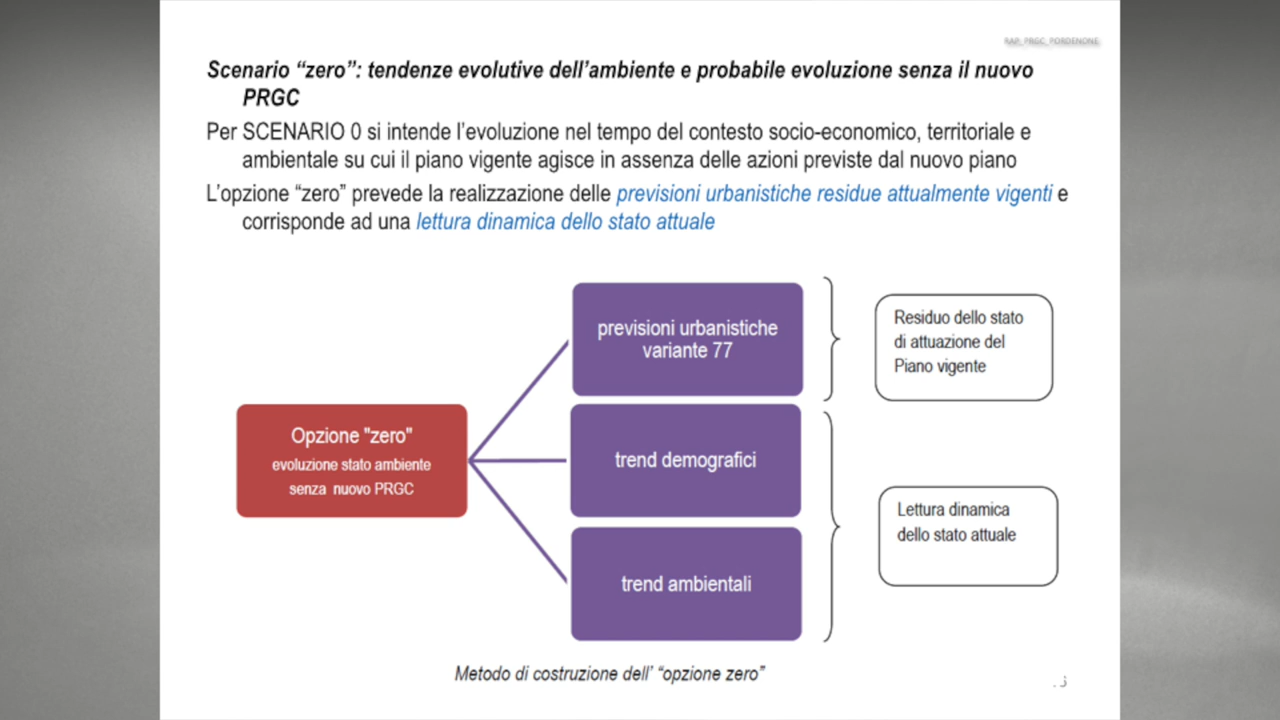 RAP_PRGC_PORDENONE
Scenario “zero”: tendenze evolutive dell’ambiente e probabile evoluzione senza il nuovo
PRGC
Per SCENARIO 0 si intende l’evoluzione nel tempo del contesto socio-economico, territoriale e
ambientale su cui il piano vigente agisce in assenza delle azioni previste dal nuovo piano
L’opzione “zero” prevede la realizzazione delle previsioni urbanistiche residue attualmente vigenti e
corrisponde ad una lettura dinamica dello stato attuale
previsioni urbanistiche
variante 77
Residuo dello stato
di attuazione del
Piano vigente
Opzione "zero"
evoluzione stato ambiente
senza nuovo PRGC
trend demografici
Lettura dinamica
dello stato attuale
trend ambientali
Metodo di costruzione dell’ “opzione zero”